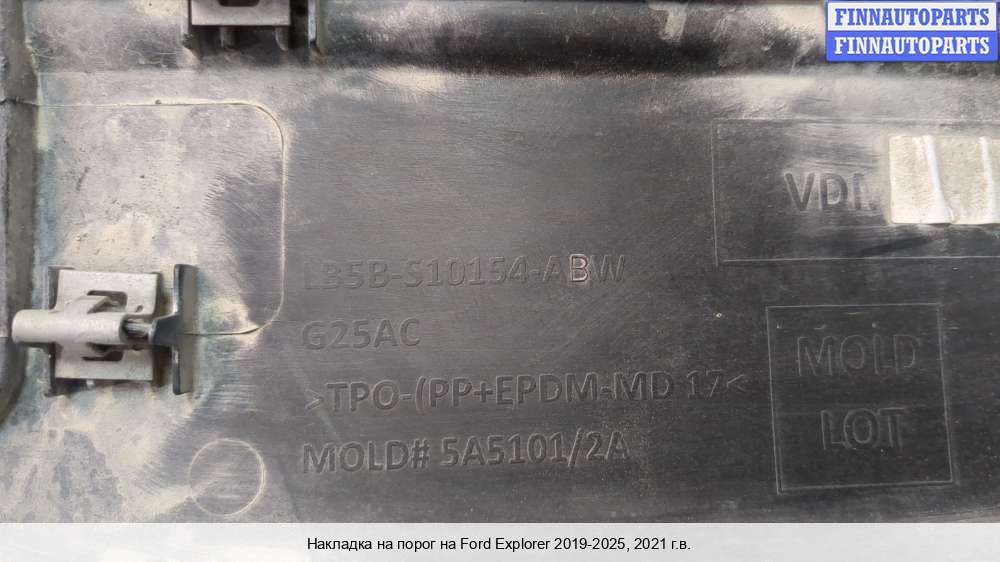 FINNAUTOPARTS
FINNAUTOPARTS
LB5B-S10154-ABW
G25AC
>TPO-(PP+EPDM-MD 17<
MOLD# 5A5101/2A
MOLD
LOT
Накладка на порог на Ford Explorer 2019-2025, 2021 г.в.